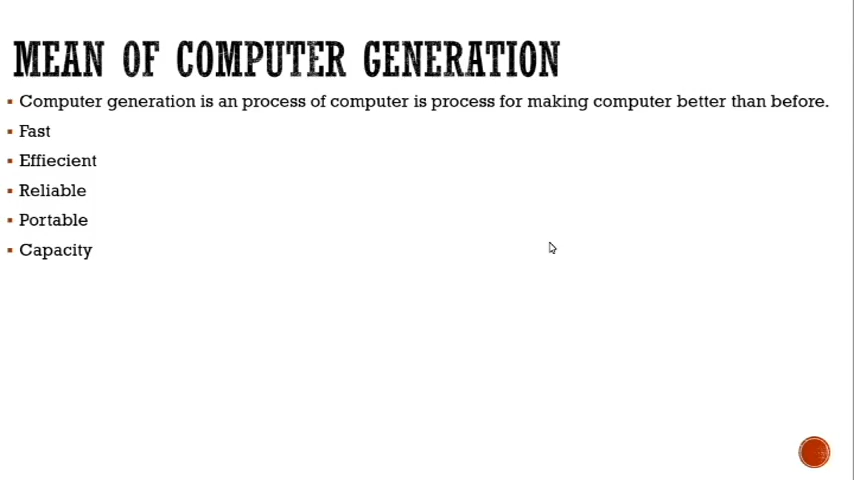 MEAN OF COMPUTER GENERATION
▪ Computer generation is an process of computer is process for making computer better than before.
▪ Fast
▪ Effiecient
▪ Reliable
▪ Portable
▪ Capacity